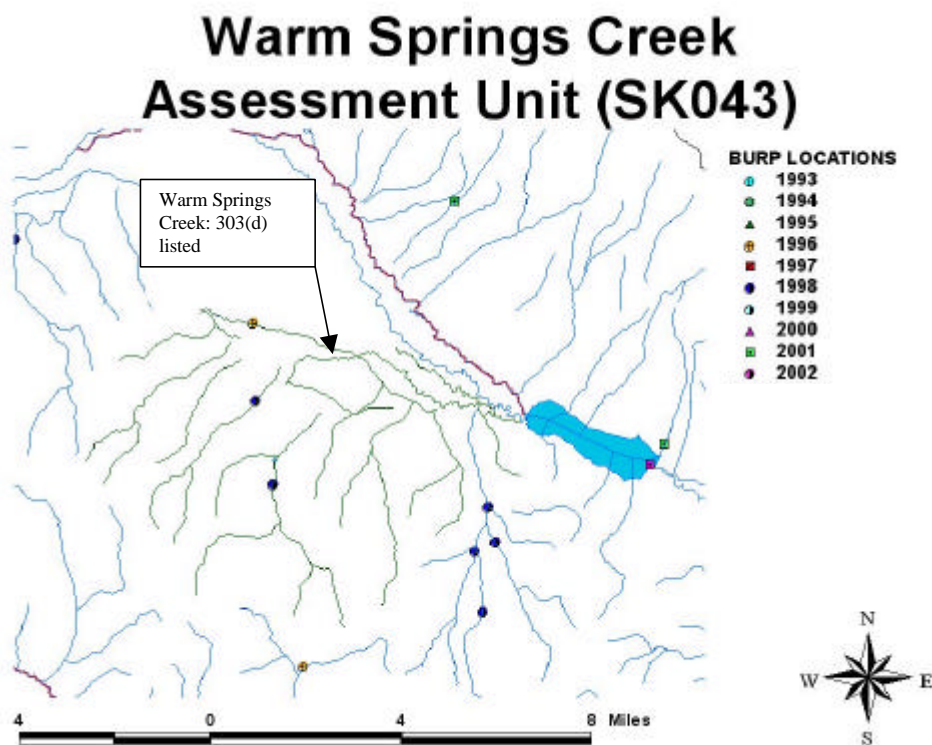 Warm Springs Creek
Assessment Unit (SK043)
Warm Springs
Creek: 303(d)
listed
BURP LOCATIONS
1993
1994
1995
1996
1997
1998
1999
2000
2001
2002
N
W E
S
4 0 4 8 Miles